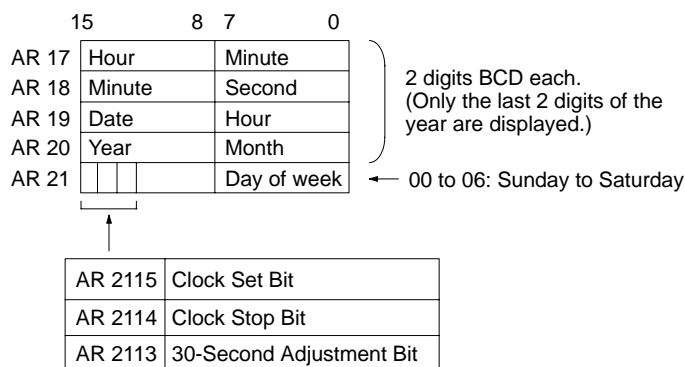 15 8 7 0
AR 17 Hour Minute
AR 18 Minute Second
AR 19 Date Hour
AR 20 Year Month
AR 21 Day of week
2 digits BCD each.
(Only the last 2 digits of the
year are displayed.)
00 to 06: Sunday to Saturday
AR 2115 Clock Set Bit
AR 2114 Clock Stop Bit
AR 2113 30-Second Adjustment Bit